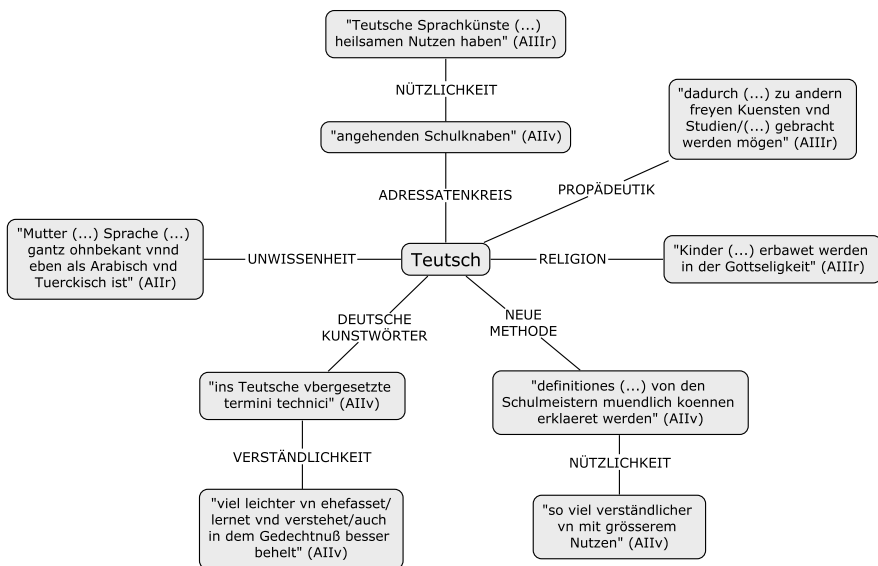 "Teutsche Sprachkünste (...)
heilsamen Nutzen haben" (AIIIr)
NÜTZLICHKEIT
"angehenden Schulknaben" (AIIv)
ADRESSATENKREIS
"dadurch (...) zu andern
freyen Kuensten vnd
Studien/(...) gebracht
werden mögen" (AIIIr)
PROPÄDEUTIK
"Mutter (...) Sprache (...)
gantz ohnbekant vnnd
eben als Arabisch vnd
Tuerckisch ist" (AIIr)
UNWISSENHEIT
Teutsch
RELIGION
"Kinder (...) erbawet werden
in der Gottseligkeit" (AIIIr)
DEUTSCHE
KUNSTWÖRTER
NEUE
METHODE
"ins Teutsche vbergesetzte
termini technici" (AIIv)
"definitiones (...) von den
Schulmeistern muendlich koennen
erklaeret werden" (AIIv)
VERSTÄNDLICHKEIT
NÜTZLICHKEIT
"viel leichter vn ehefasset/
lernet vnd verstehet/auch
in dem Gedechtnuß besser
behelt" (AIIv)
"so viel verständlicher
vn mit grösserem
Nutzen" (AIIv)